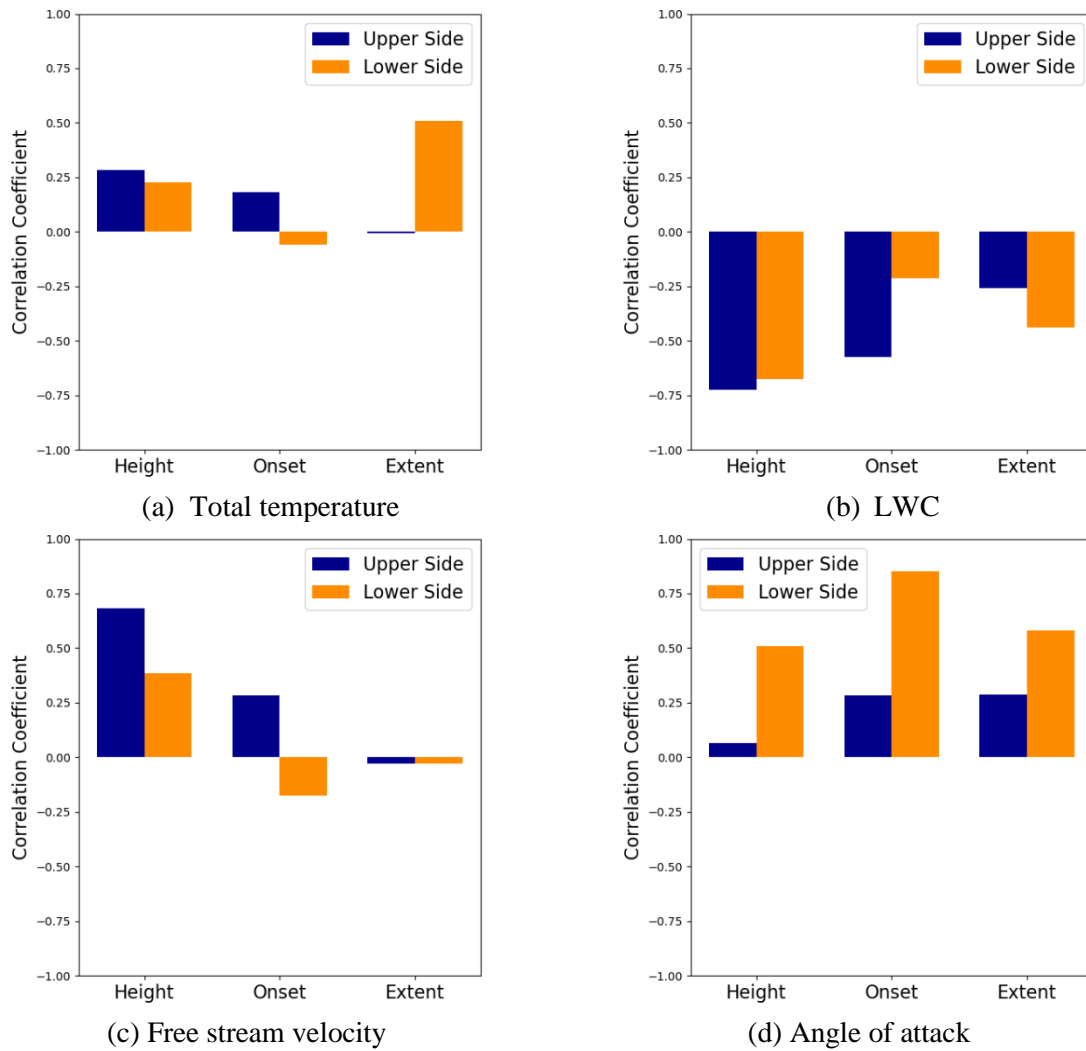 1.00
0.75
0.50
0.25
0.00
−0.25
−0.50
−0.75
−1.00
Correlation Coefficient
Upper Side
Lower Side
Height Onset Extent
(a) Total temperature
1.00
0.75
0.50
0.25
0.00
−0.25
−0.50
−0.75
−1.00
Correlation Coefficient
Upper Side
Lower Side
Height Onset Extent
(b) LWC
1.00
0.75
0.50
0.25
0.00
−0.25
−0.50
−0.75
−1.00
Correlation Coefficient
Upper Side
Lower Side
Height Onset Extent
(c) Free stream velocity
1.00
0.75
0.50
0.25
0.00
−0.25
−0.50
−0.75
−1.00
Correlation Coefficient
Upper Side
Lower Side
Height Onset Extent
(d) Angle of attack